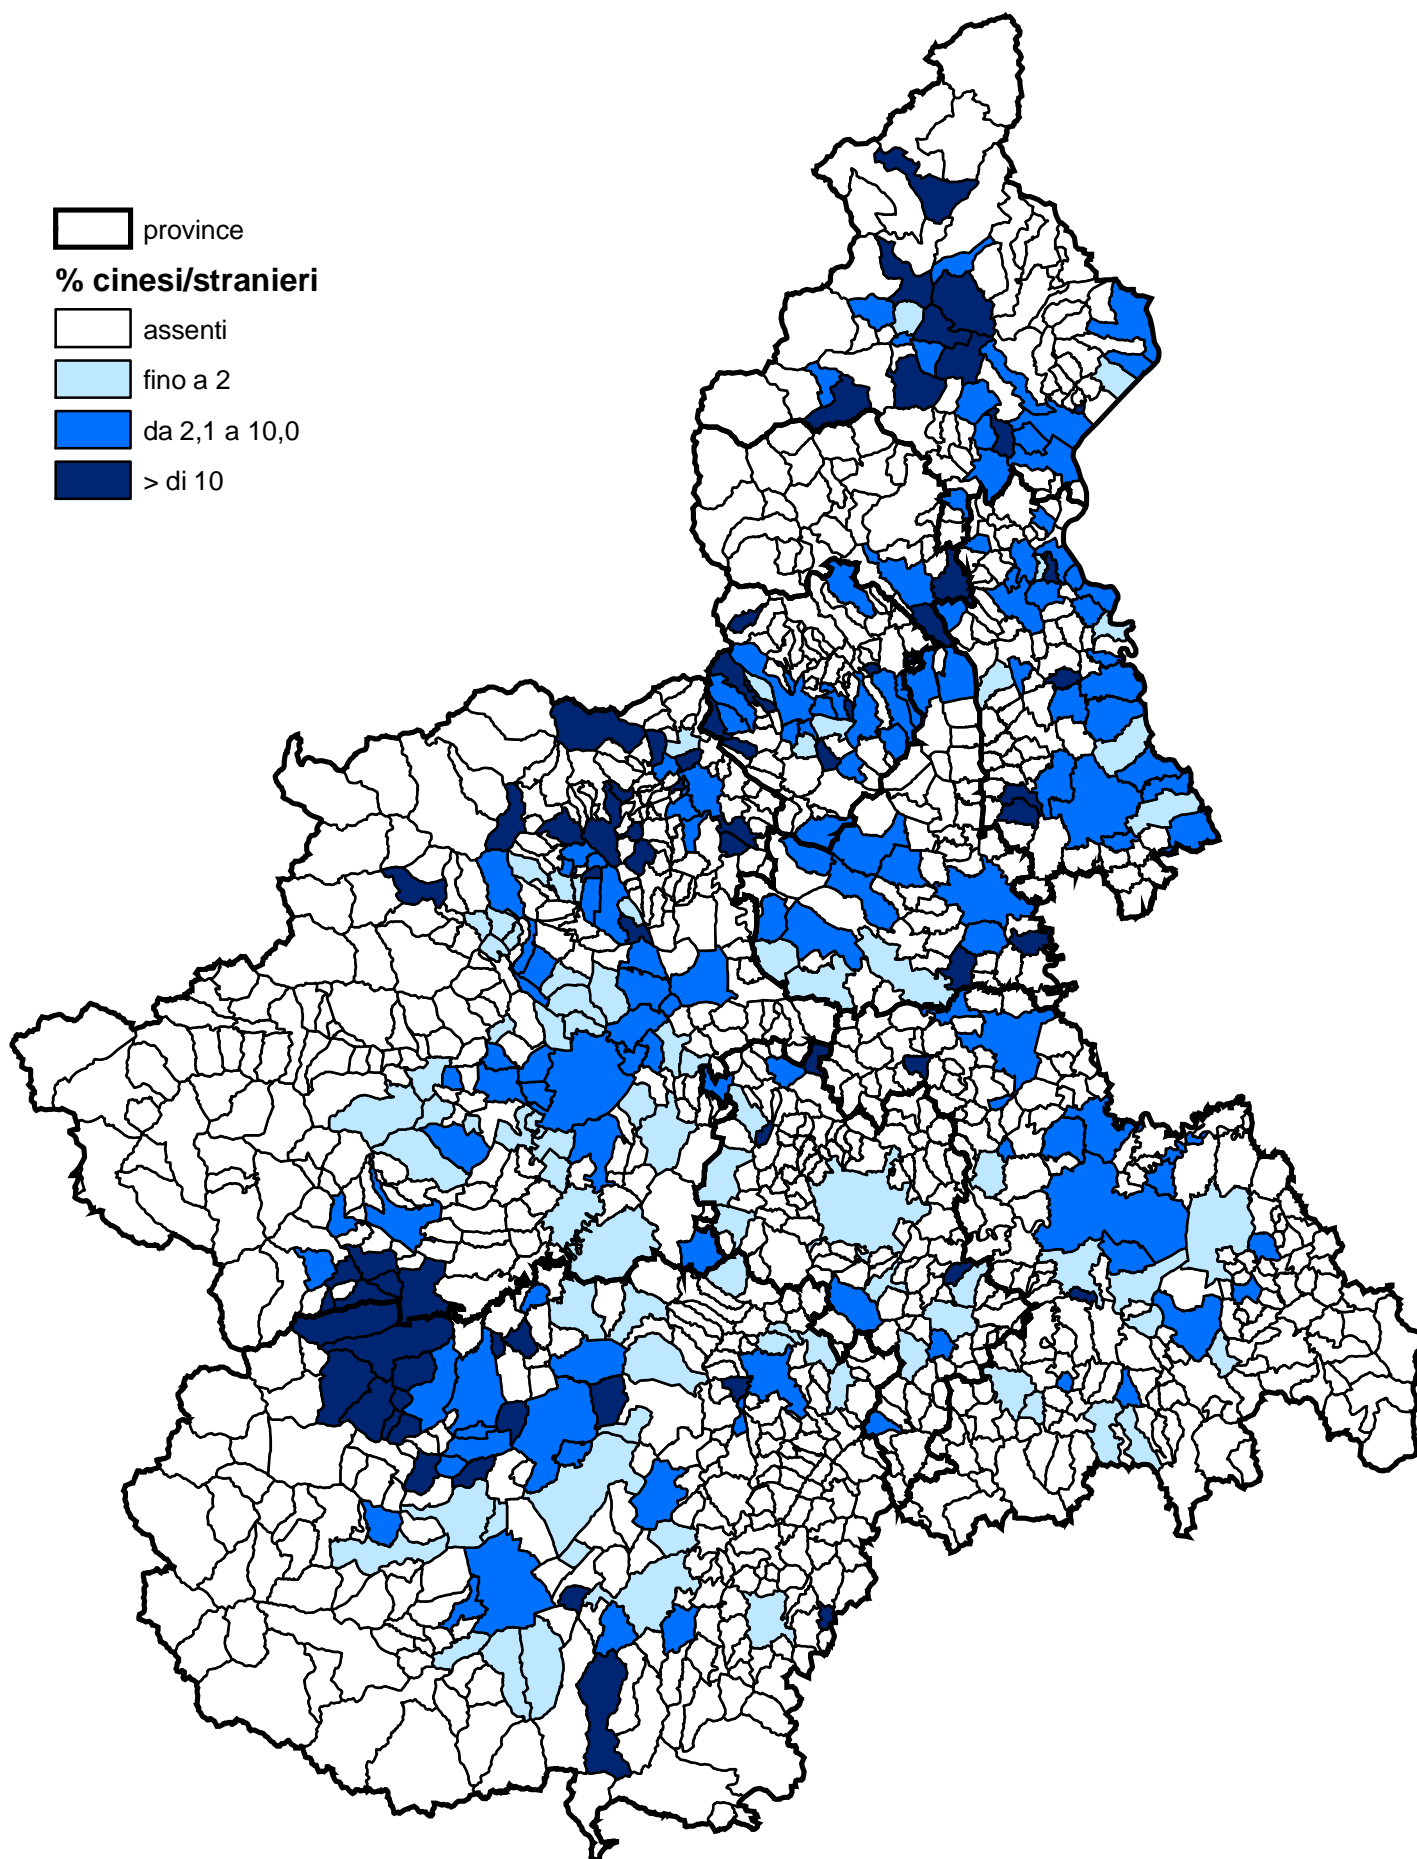 province
% cinesi/stranieri
assenti
fino a 2
da 2,1 a 10,0
> di 10